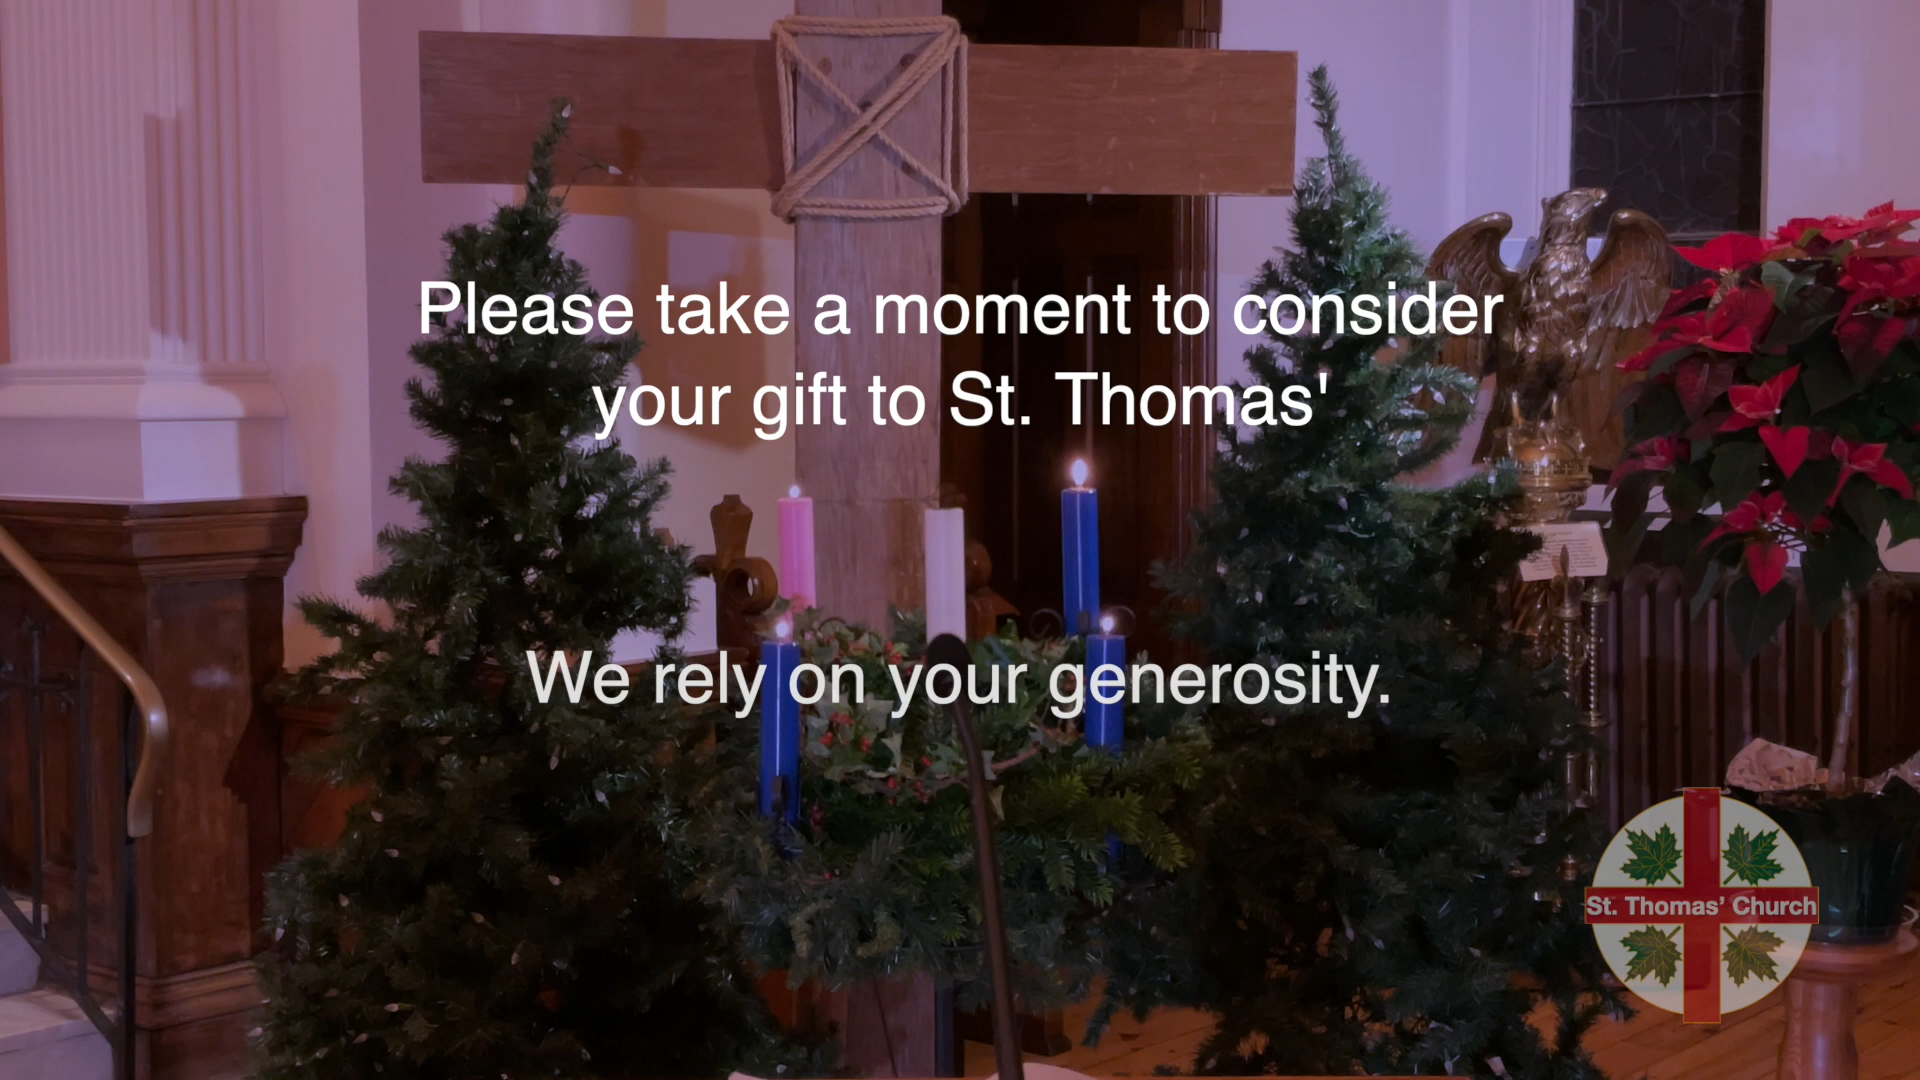 Please take a moment to consider
your gift to St. Thomas'
We rely on your generosity.
St. Thomas' Church